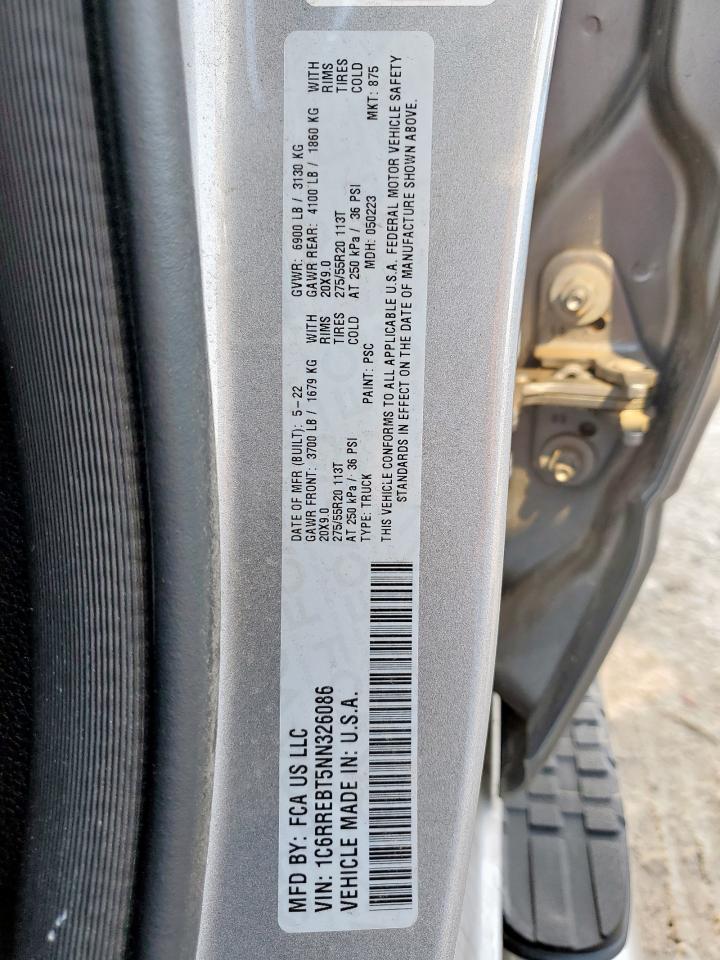 MFD BY: FCA US LLC
VIN: 1C6RREBT5NN326086
VEHICLE MADE IN: U.S.A.
DATE OF MFR (BUILT): 5-22 GVWR: 6900 LB / 3130 KG
GAWR FRONT: 3700 LB / 1679 KG WITH GAWR REAR: 4100 LB / 1860 KG WITH
20X9.0 RIMS 20X9.0 RIMS
275/55R20 113T TIRES 275/55R20 113T TIRES
AT 250 kPa / 36 PSI COLD AT 250 kPa / 36 PSI COLD
TYPE: TRUCK PAINT: PSC MDH: 050223 MKT: 875
THIS VEHICLE CONFORMS TO ALL APPLICABLE U.S.A. FEDERAL MOTOR VEHICLE SAFETY
STANDARDS IN EFFECT ON THE DATE OF MANUFACTURE SHOWN ABOVE.